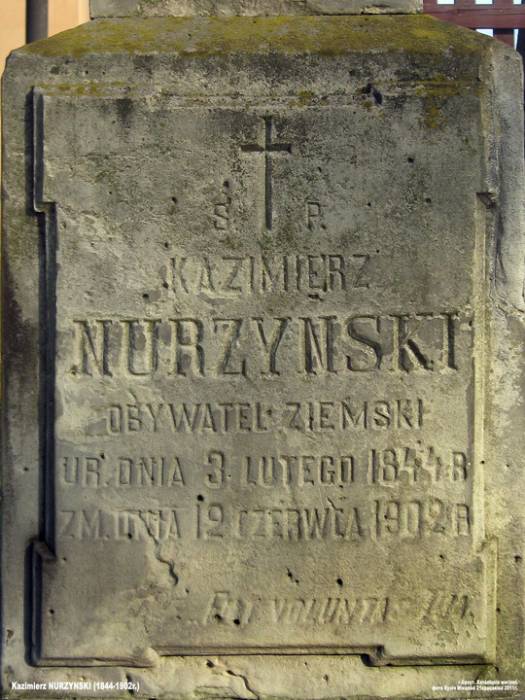 Ś. P.
KAZIMIERZ
NURZYNSKI
OBYWATEL ZIEMSKI
UR. DNIA 3 LUTEGO 1844 R
ZM. DNIA 12 CZERWCA 1902 R
FIAT VOLUNTAS TUA
Kazimierz NURZYNSKI (1844-1902r.)